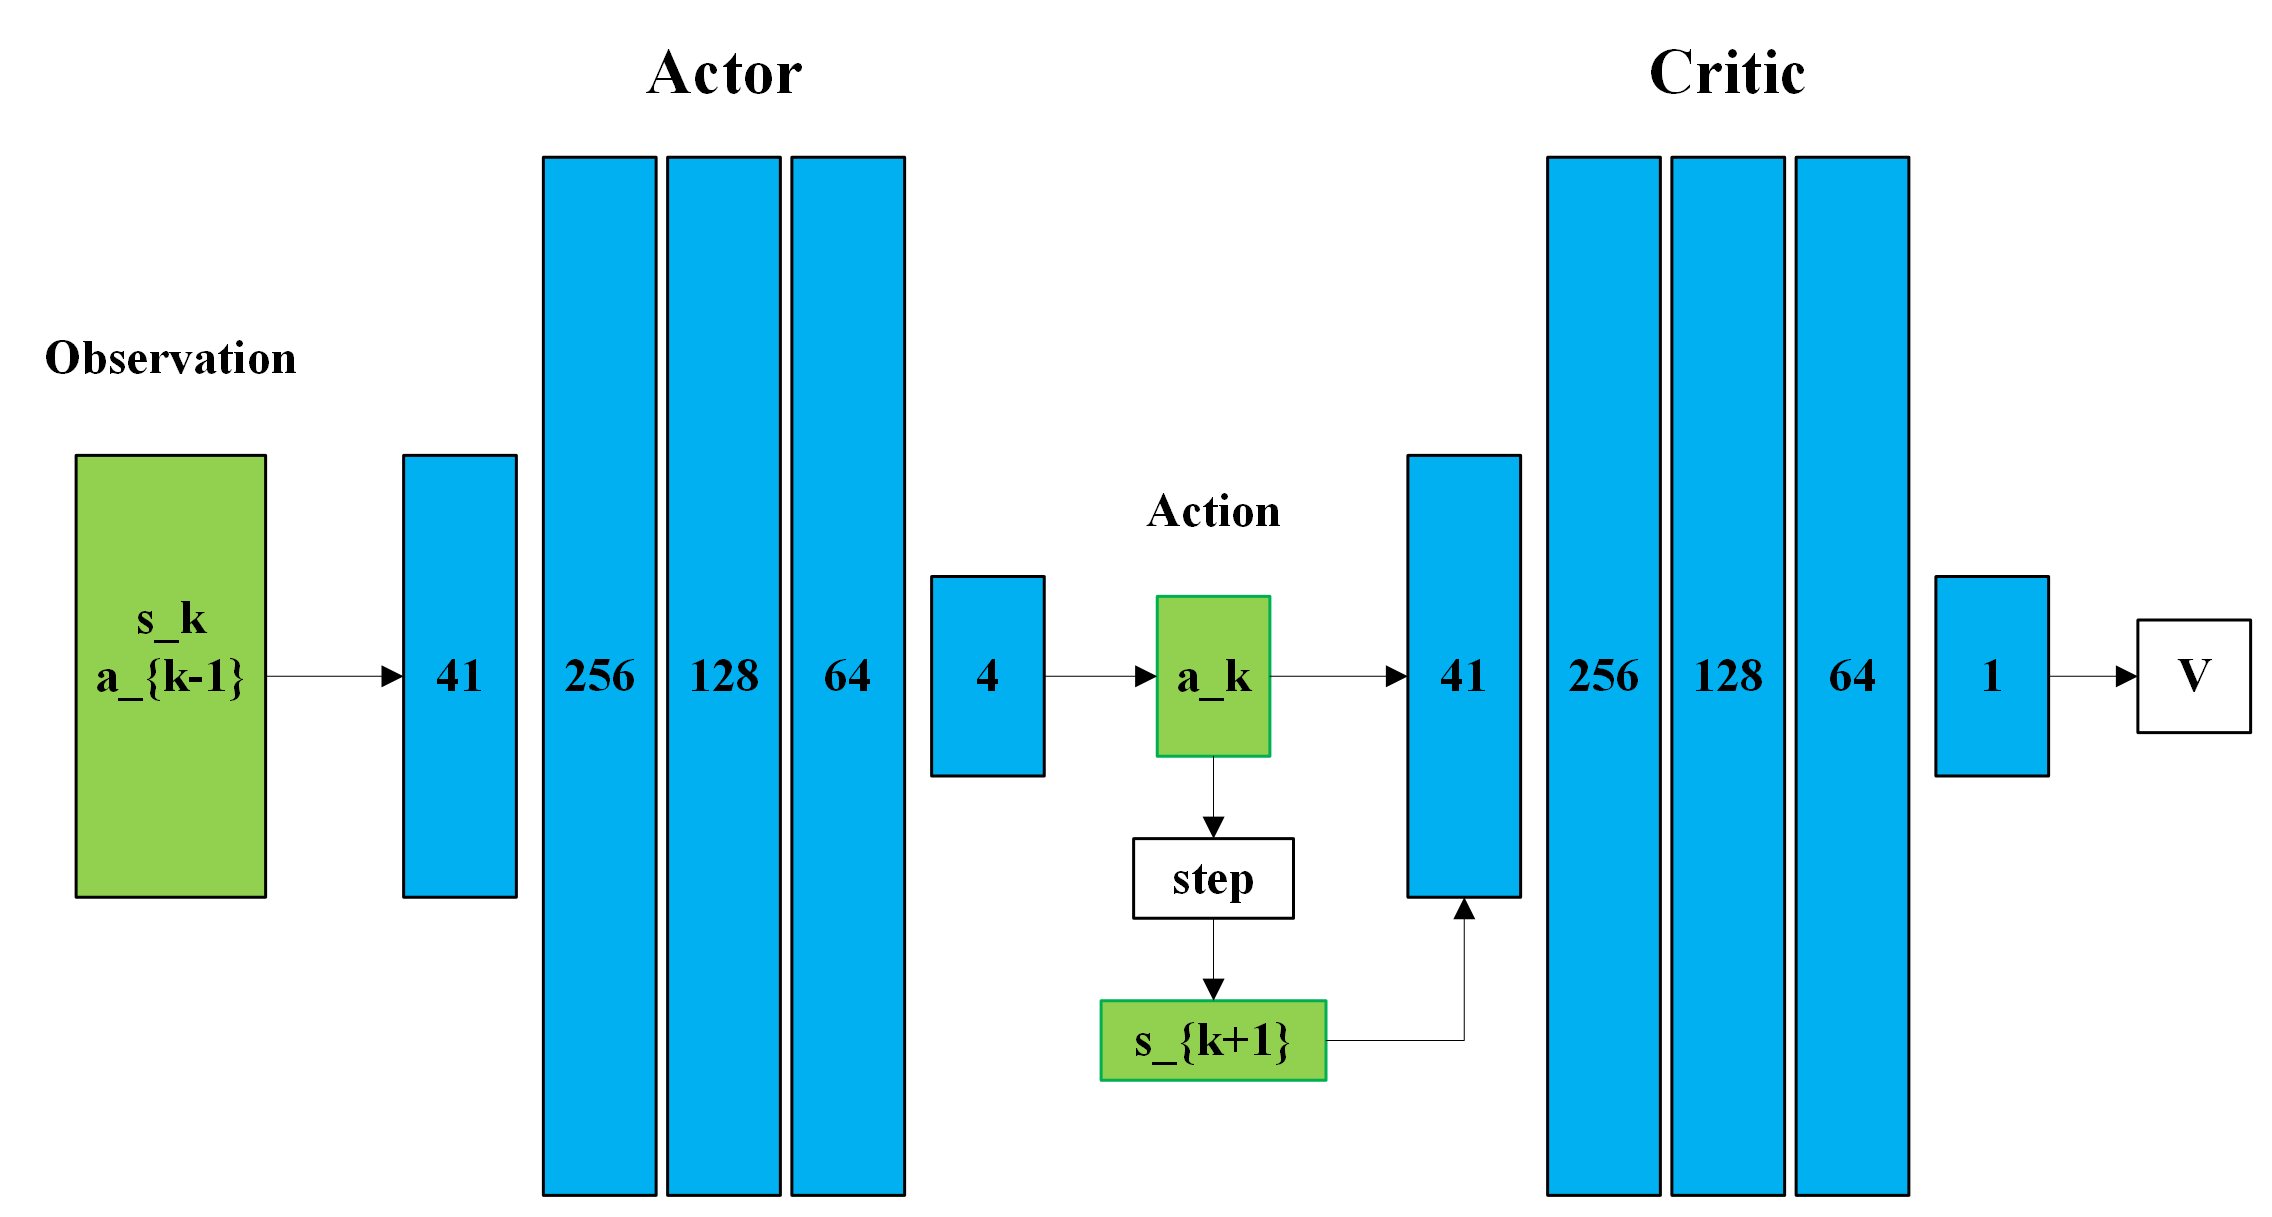 Actor
Critic
Observation
s_k
a_{k-1}
41
256
128
64
4
Action
a_k
step
s_{k+1}
41
256
128
64
1
V